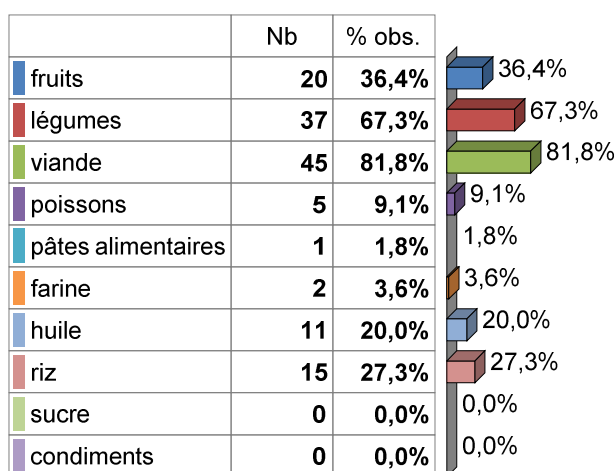 Nb % obs.
fruits 20 36,4% 36,4%
légumes 37 67,3% 67,3%
viande 45 81,8% 81,8%
poissons 5 9,1% 9,1%
pâtes alimentaires 1 1,8% 1,8%
farine 2 3,6% 3,6%
huile 11 20,0% 20,0%
riz 15 27,3% 27,3%
sucre 0 0,0% 0,0%
condiments 0 0,0% 0,0%